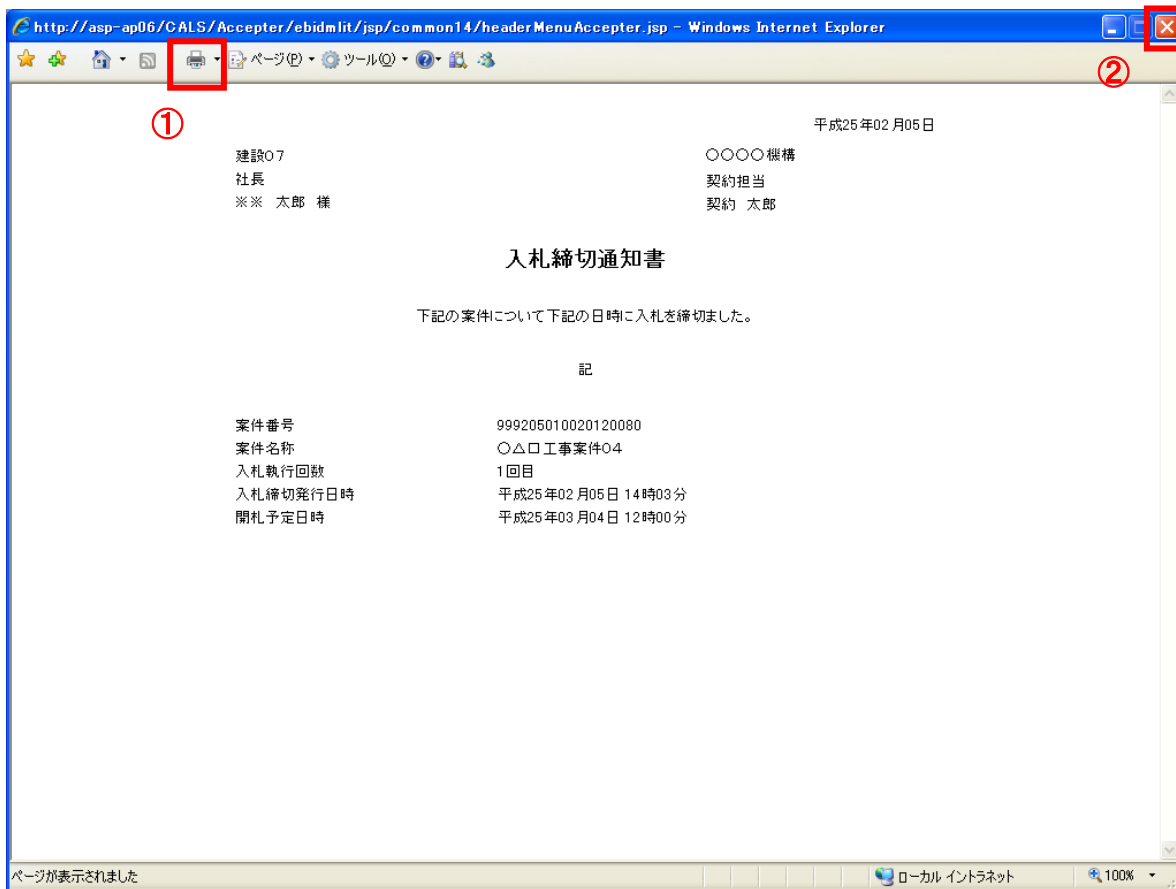 http://asp-ap06/CALS/Accepter/ebidmlit/jsp/common14/headerMenuAccepter.jsp - Windows Internet Explorer
ページ(P) ツール(O)
①
②
平成25年02月05日
建設07
社長
※※ 太郎 様
○○○○機構
契約担当
契約 太郎
入札締切通知書
下記の案件について下記の日時に入札を締切ました。
記
案件番号 999205010020120080
案件名称 ○△口工事案件04
入札執行回数 1回目
入札締切発行日時 平成25年02月05日 14時03分
開札予定日時 平成25年03月04日 12時00分
ページが表示されました ローカル イントラネット 100%